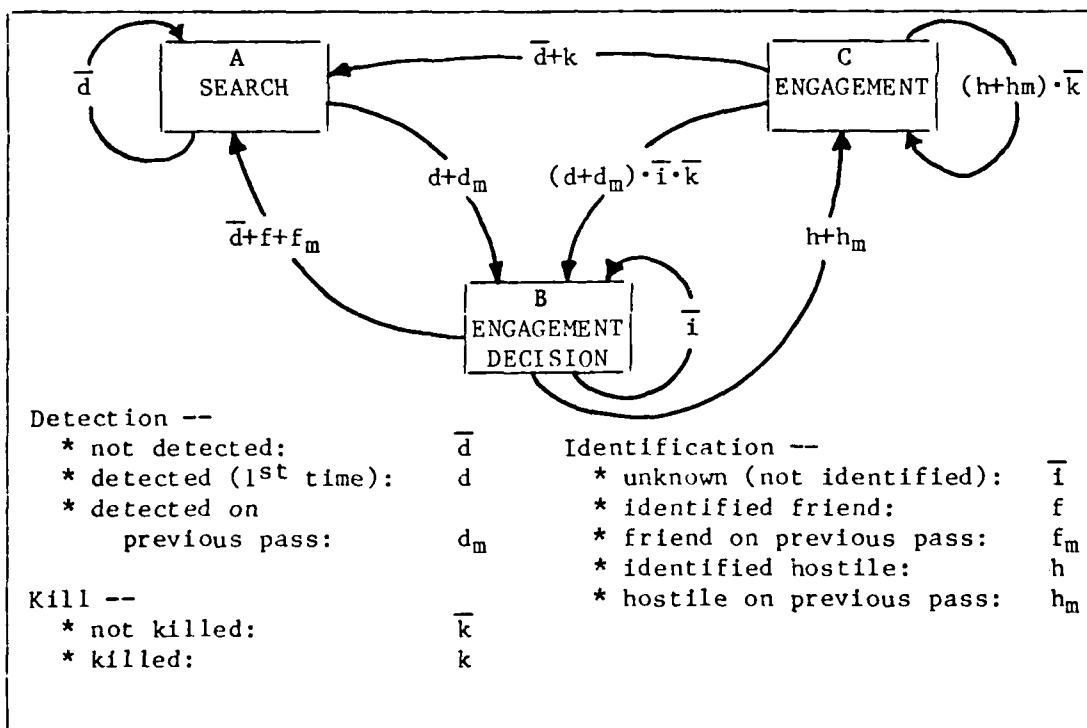 A
SEARCH
C
ENGAGEMENT
B
ENGAGEMENT
DECISION
d̅
d̅+k
(h+hm)·k̅
d+dₘ
(d+dₘ)·i̅·k̅
d̅+f+fₘ
h+hₘ
i̅
Detection --
* not detected: d̅
* detected (1st time): d
* detected on
previous pass: dₘ
Kill --
* not killed: k̅
* killed: k
Identification --
* unknown (not identified): i̅
* identified friend: f
* friend on previous pass: fₘ
* identified hostile: h
* hostile on previous pass: hₘ